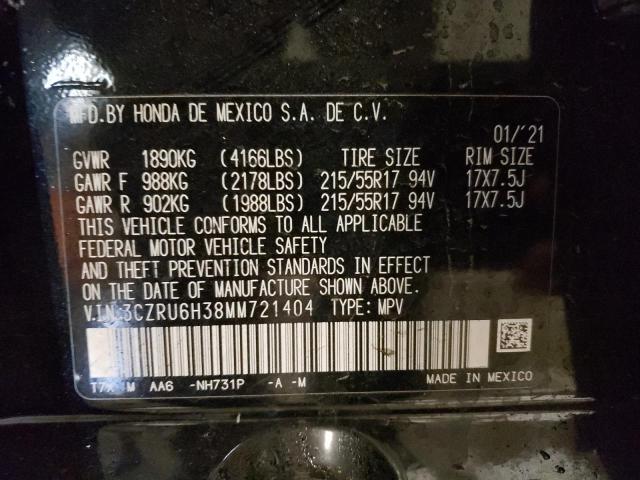 MFD.BY HONDA DE MEXICO S.A. DE C.V.
01/'21
GVWR 1890KG (4166LBS) TIRE SIZE RIM SIZE
GAWR F 988KG (2178LBS) 215/55R17 94V 17X7.5J
GAWR R 902KG (1988LBS) 215/55R17 94V 17X7.5J
THIS VEHICLE CONFORMS TO ALL APPLICABLE
FEDERAL MOTOR VEHICLE SAFETY
AND THEFT PREVENTION STANDARDS IN EFFECT
ON THE DATE OF MANUFACTURE SHOWN ABOVE.
V.I.N:3CZRU6H38MM721404 TYPE: MPV
M AA6 -NH731P -A -M MADE IN MEXICO